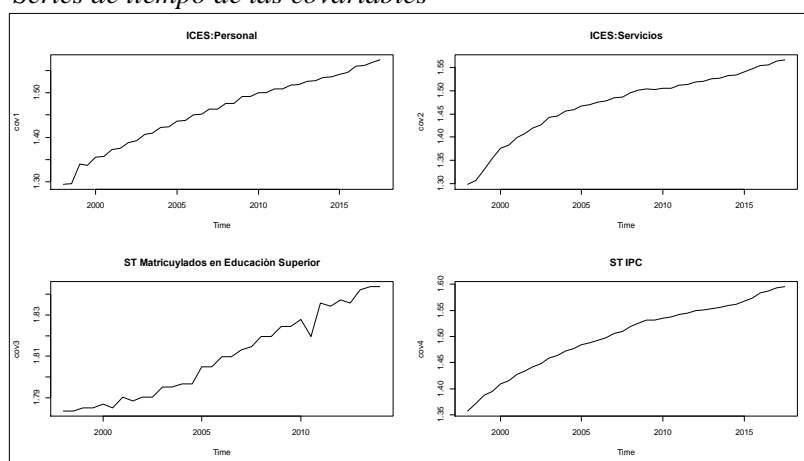 Series de tiempo de las covariables
ICES:Personal
cov1
1.30 1.40 1.50
2000 2005 2010 2015
Time
ICES:Servicios
cov2
1.30 1.35 1.40 1.45 1.50 1.55
2000 2005 2010 2015
Time
ST Matricuylados en Educaciòn Superior
cov3
1.79 1.81 1.83
2000 2005 2010
Time
ST IPC
cov4
1.35 1.40 1.45 1.50 1.55 1.60
2000 2005 2010 2015
Time